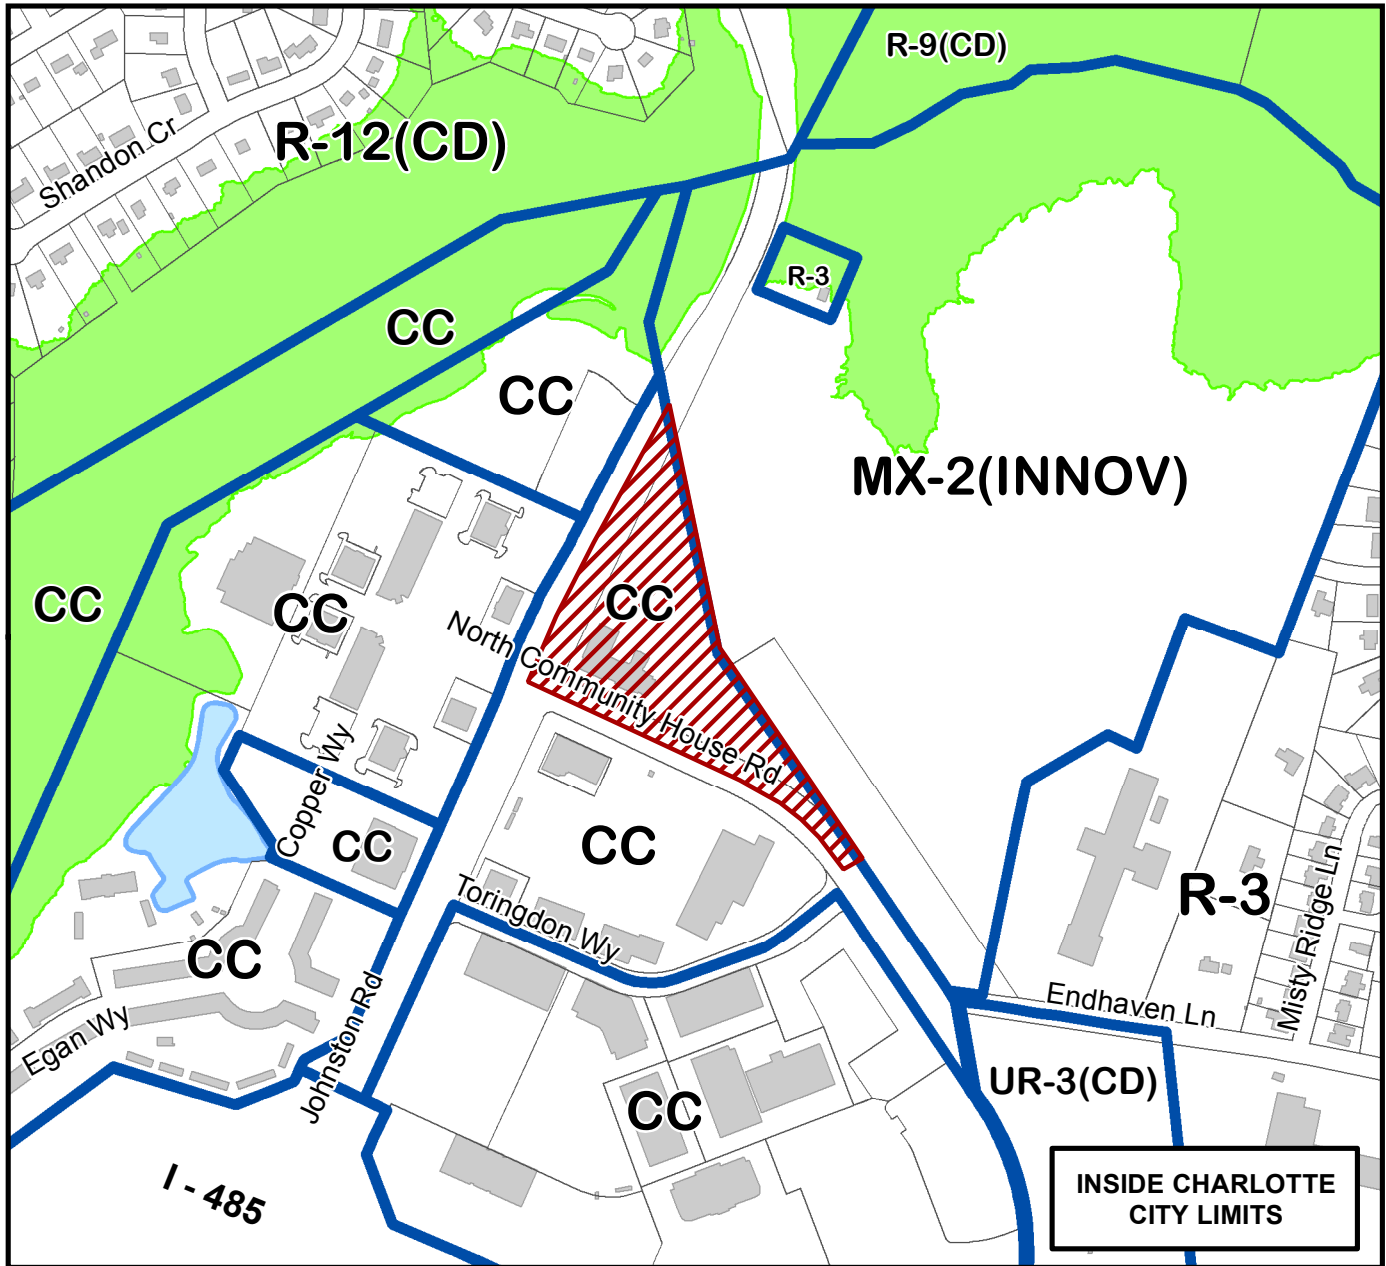 R-9(CD)
R-12(CD)
Shandon Cr
R-3
CC
CC
MX-2(INNOV)
CC
CC
CC
North Community House Rd
Copper Wy
CC
CC
R-3
Misty Ridge Ln
Toringdon Wy
CC
Johnston Rd
Egan Wy
Endhaven Ln
UR-3(CD)
CC
I - 485
INSIDE CHARLOTTE
CITY LIMITS